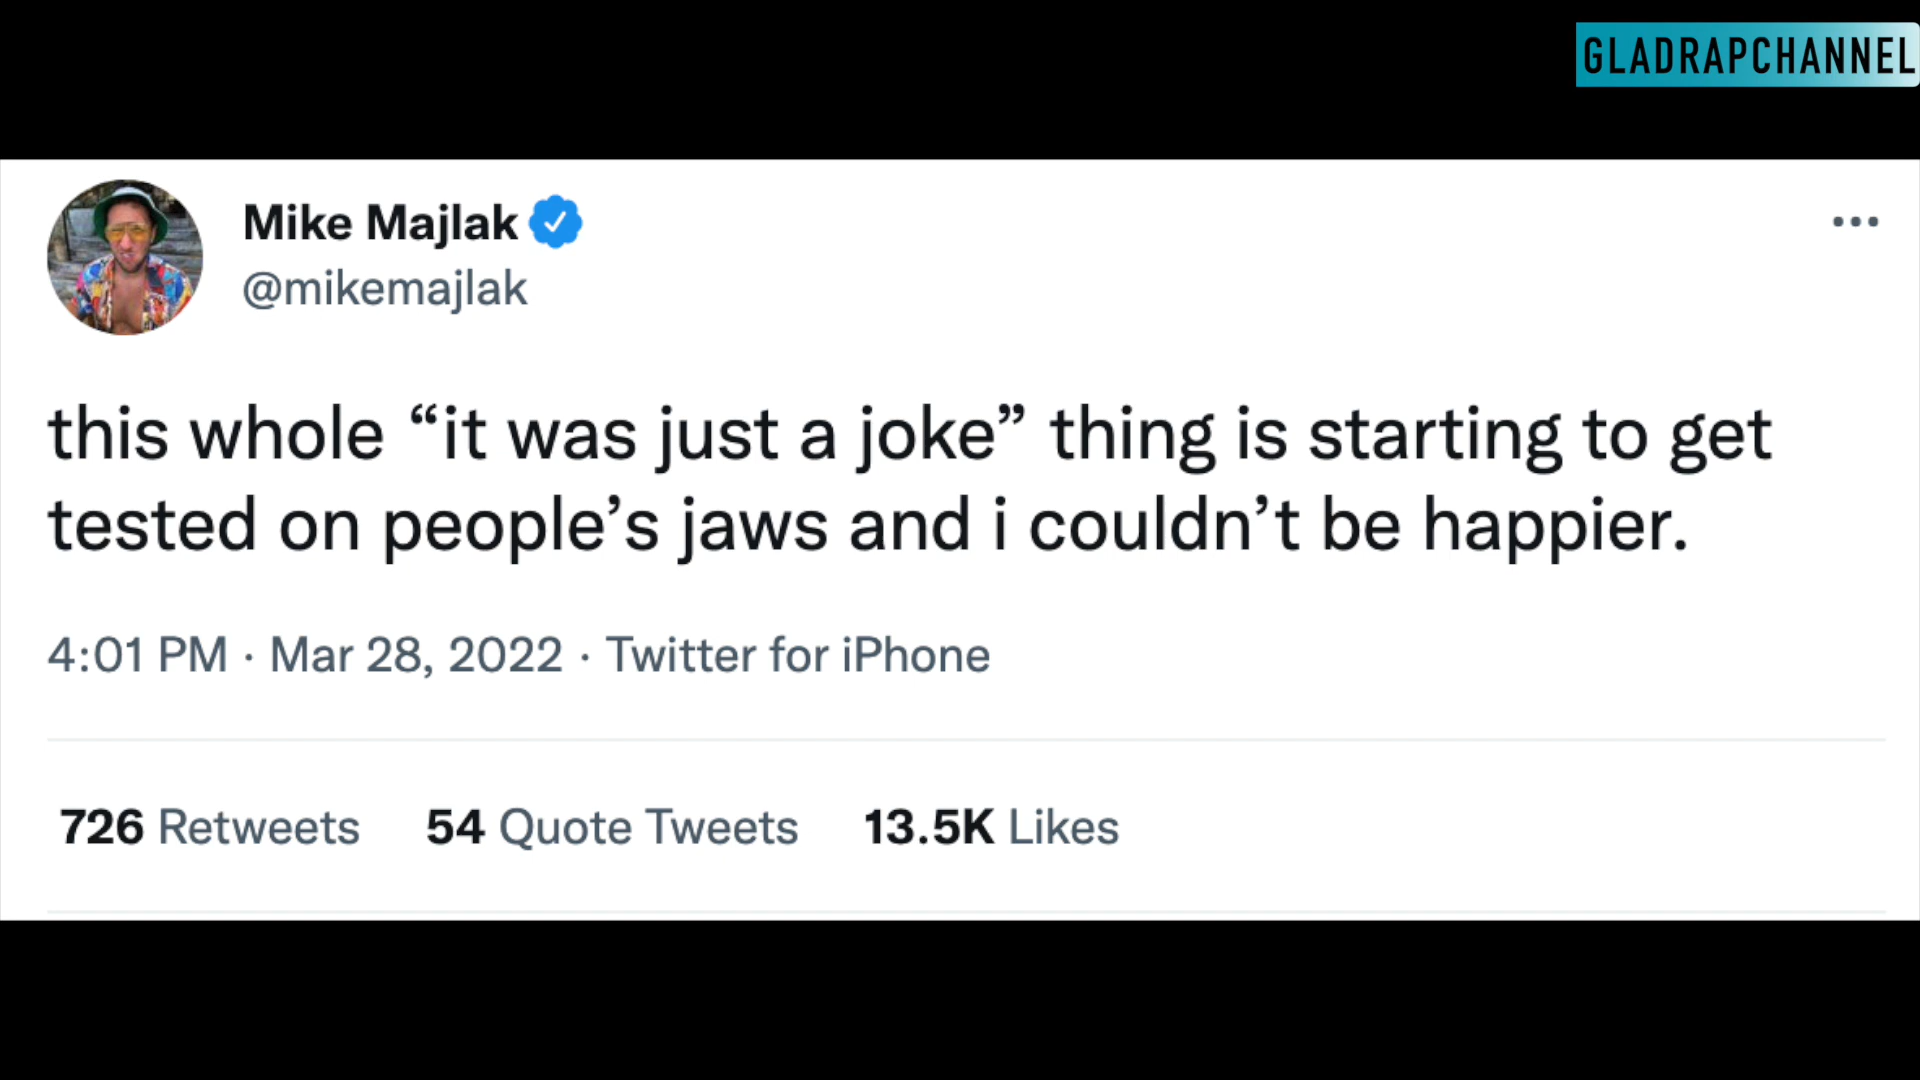 GLADRAPCHANNEL
Mike Majlak
@mikemajlak
this whole “it was just a joke” thing is starting to get
tested on people’s jaws and i couldn’t be happier.
4:01 PM · Mar 28, 2022 · Twitter for iPhone
726 Retweets 54 Quote Tweets 13.5K Likes